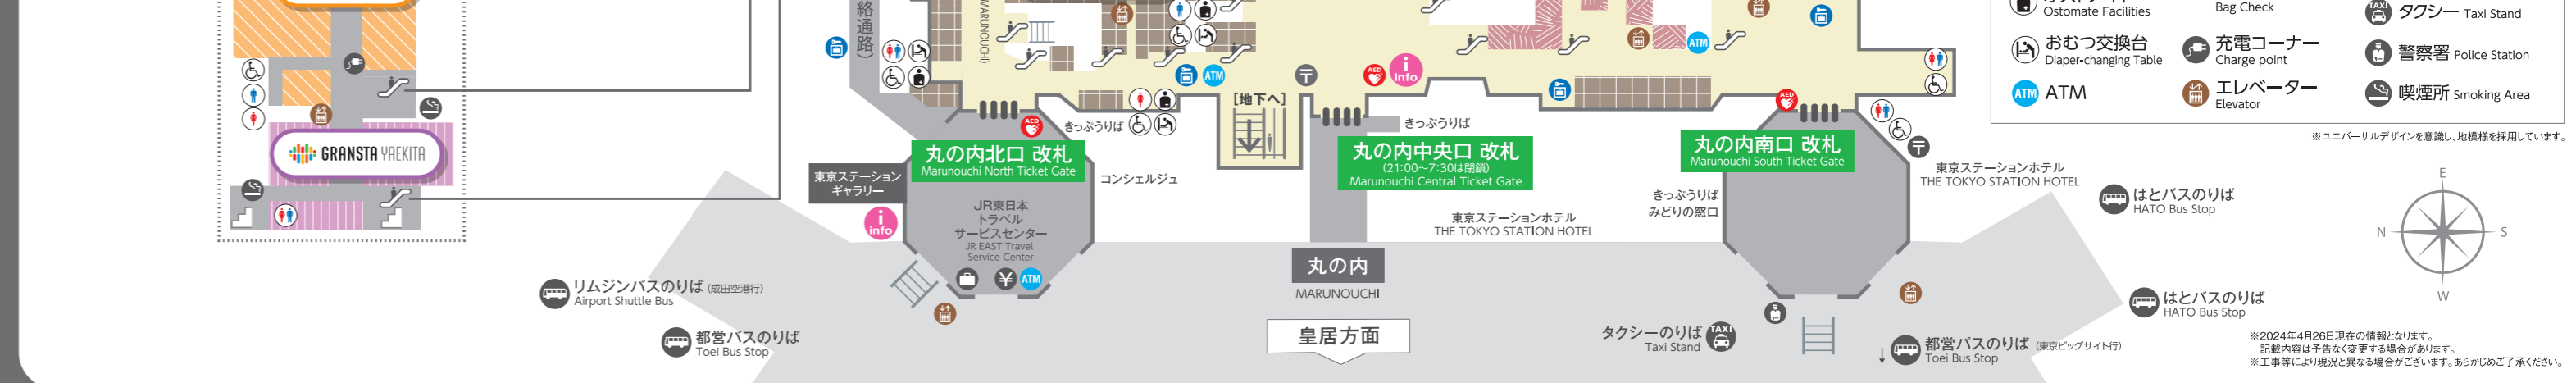 絡通路）
（MARUNOUCHI）
Ostomate Facilities
Bag Check
TAXI
タクシー Taxi Stand
おむつ交換台
Diaper-changing Table
充電コーナー
Charge point
警察署 Police Station
ATM
ATM
エレベーター
Elevator
喫煙所 Smoking Area
※ユニバーサルデザインを意識し、地模様を採用しています。
GRANSTA YAEKITA
ATM
〒
AED
i
info
ATM
[地下へ]
AED
きっぷうりば
きっぷうりば
AED
丸の内北口 改札
Marunouchi North Ticket Gate
丸の内中央口 改札
(21:00～7:30は閉鎖)
Marunouchi Central Ticket Gate
丸の内南口 改札
Marunouchi South Ticket Gate
〒
東京ステーション
ギャラリー
コンシェルジュ
東京ステーションホテル
THE TOKYO STATION HOTEL
きっぷうりば
みどりの窓口
i
info
JR東日本
トラベル
サービスセンター
JR EAST Travel
Service Center
¥
ATM
東京ステーションホテル
THE TOKYO STATION HOTEL
はとバスのりば
HATO Bus Stop
E
N
S
W
丸の内
MARUNOUCHI
リムジンバスのりば（成田空港行）
Airport Shuttle Bus
都営バスのりば
Toei Bus Stop
皇居方面
タクシーのりば
Taxi Stand
TAXI
はとバスのりば
HATO Bus Stop
↓
都営バスのりば（東京ビッグサイト行）
Toei Bus Stop
※2024年4月26日現在の情報となります。
記載内容は予告なく変更する場合があります。
※工事等により現況と異なる場合がございます。あらかじめご了承ください。